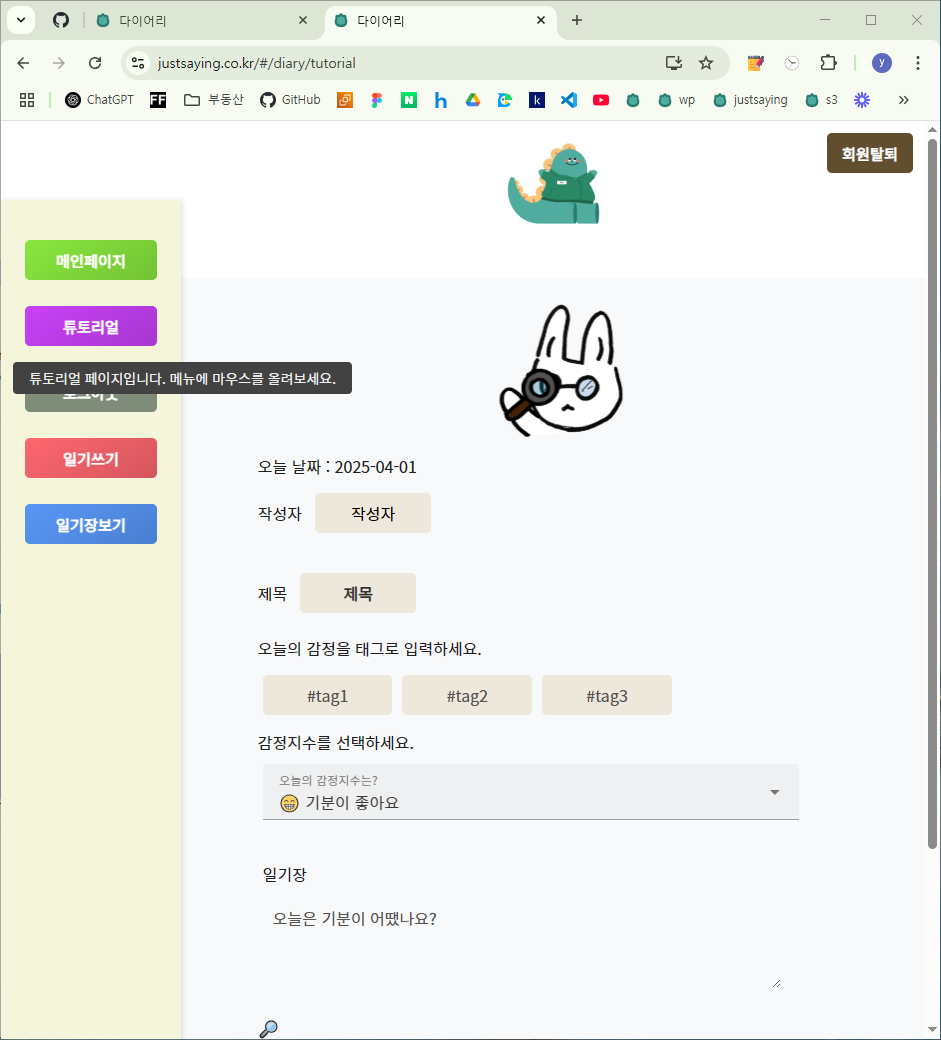 다이어리
다이어리
justsaying.co.kr/#/diary/tutorial
y
ChatGPT
FF
부동산
GitHub
N
h
k
wp
justsaying
s3
회원탈퇴
메인페이지
튜토리얼
튜토리얼 페이지입니다. 메뉴에 마우스를 올려보세요.
일기쓰기
일기장보기
오늘 날짜 : 2025-04-01
작성자 작성자
제목 제목
오늘의 감정을 태그로 입력하세요.
#tag1 #tag2 #tag3
감정지수를 선택하세요.
오늘의 감정지수는?
😁 기분이 좋아요
일기장
오늘은 기분이 어땠나요?